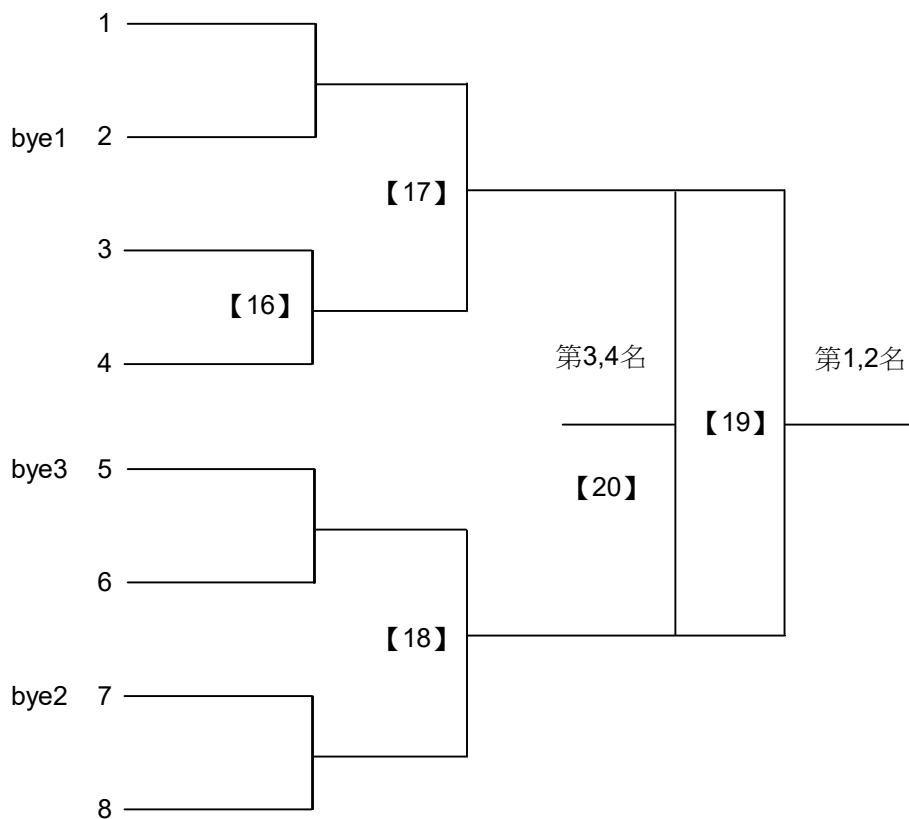 1
bye1 2
【17】
3
【16】
4
第3,4名
第1,2名
【19】
bye3 5
【20】
6
【18】
bye2 7
8